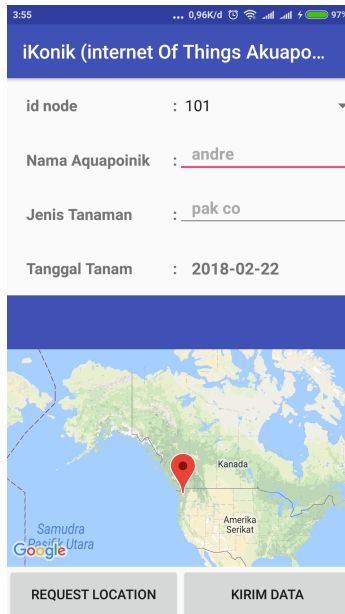 3:55 ... 0,96K/d 97%
iKonik (internet Of Things Akuapo...
id node : 101
Nama Aquapoinik : andre
Jenis Tanaman : pak co
Tanggal Tanam : 2018-02-22
Kanada
Amerika
Serikat
Samudra
Pasifik Utara
Google
REQUEST LOCATION KIRIM DATA